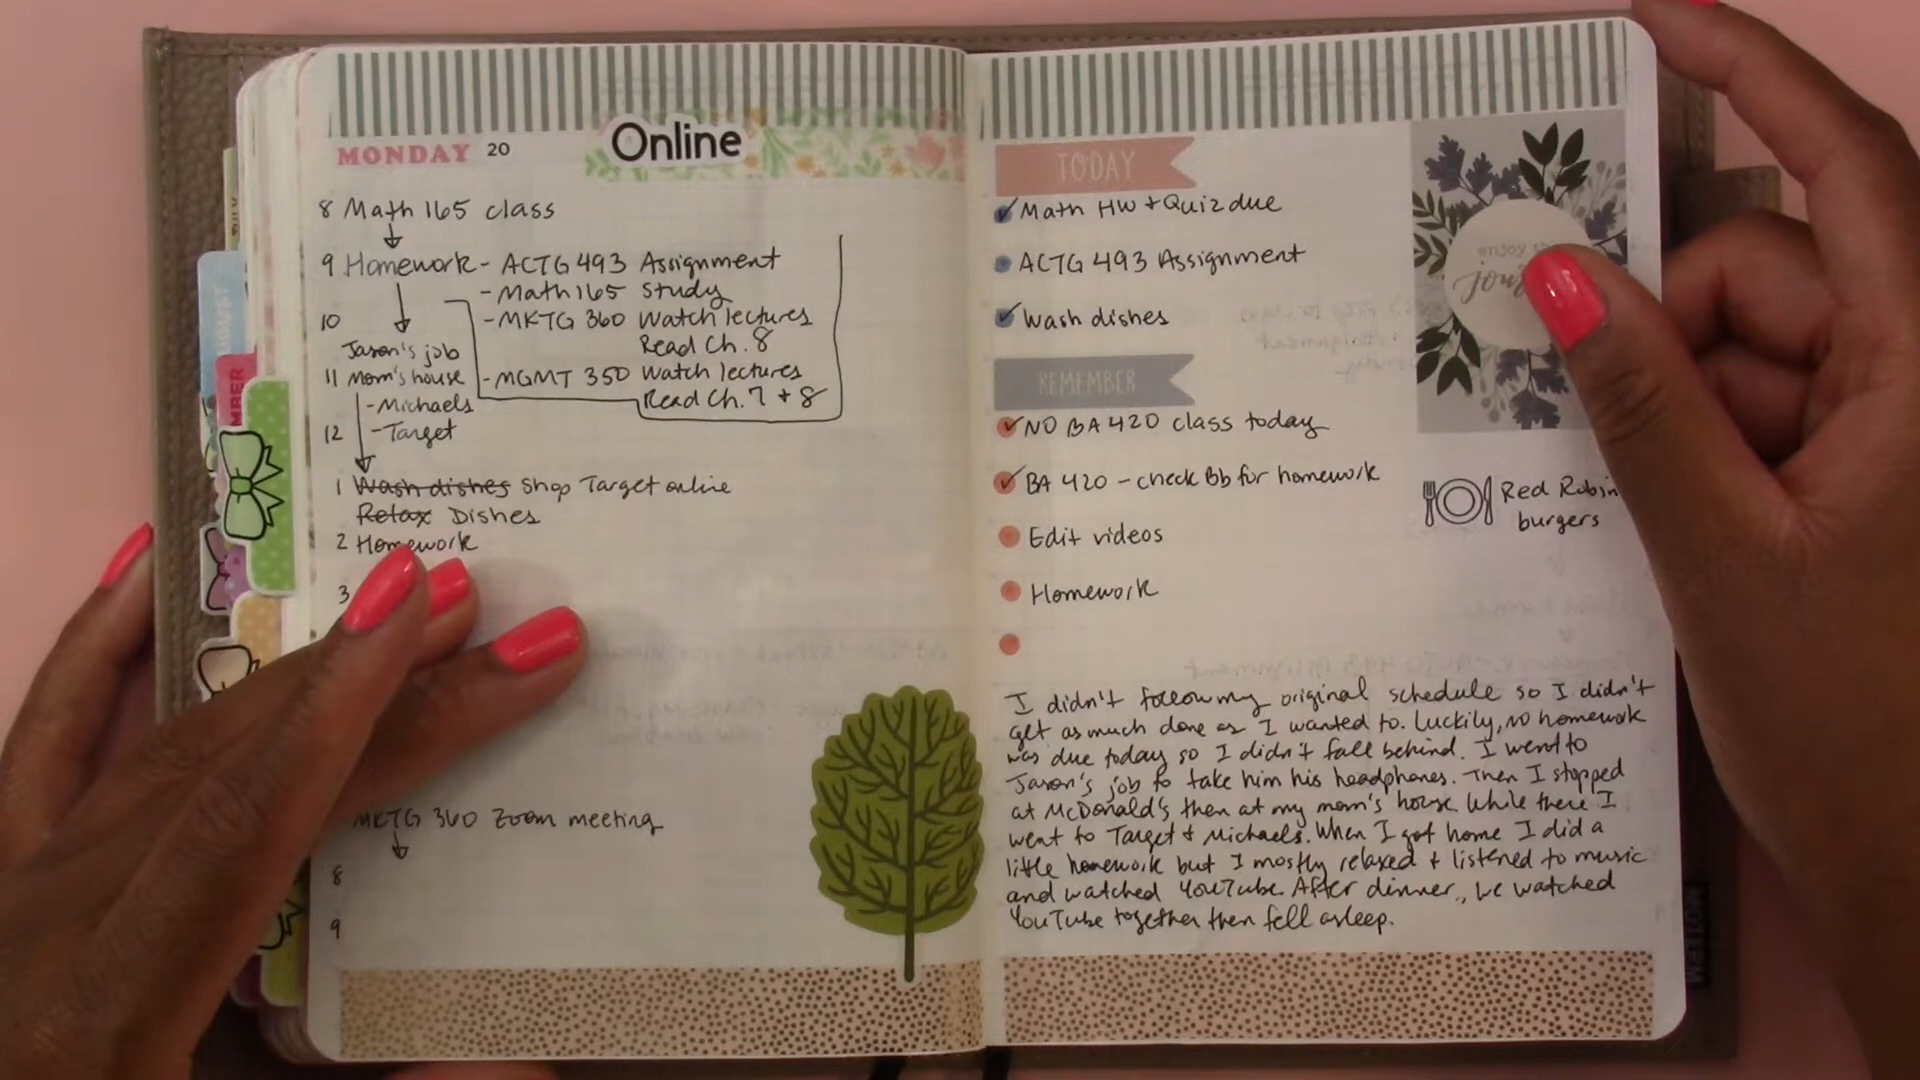 MONDAY 20
Online
8 Math 165 class
9 Homework - ACTG 493 Assignment
- Math 165 Study
10 - MKTG 360 Watch lectures
Read Ch. 8
Jason's job
11 Mom's house - MGMT 350 Watch lectures
- Michaels Read Ch. 7 + 8
12 - Target
1 Wash dishes Shop Target online
Relax Dishes
2 Homework
3
MKTG 360 Zoom meeting
8
9
TODAY
Math HW + Quiz due
ACTG 493 Assignment
Wash dishes
REMEMBER
NO BA 420 class today
BA 420 - check Bb for homework
Edit videos
Homework
enjoy
Red Robin
burgers
I didn't follow my original schedule so I didn't
get as much done as I wanted to. Luckily, no homework
was due today so I didn't fall behind. I went to
Jason's job to take him his headphones. Then I stopped
at McDonald's then at my mom's house. While there I
went to Target + Michaels. When I got home I did a
little homework but I mostly relaxed + listened to music
and watched YouTube. After dinner, we watched
YouTube together then fell asleep.